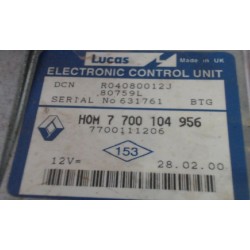 Lucas
Made in UK
ELECTRONIC CONTROL UNIT
DCN R04080012J
80759L
SERIAL No 631761 BTG
HOM 7 700 104 956
7700111206
153
12V= 28.02.00